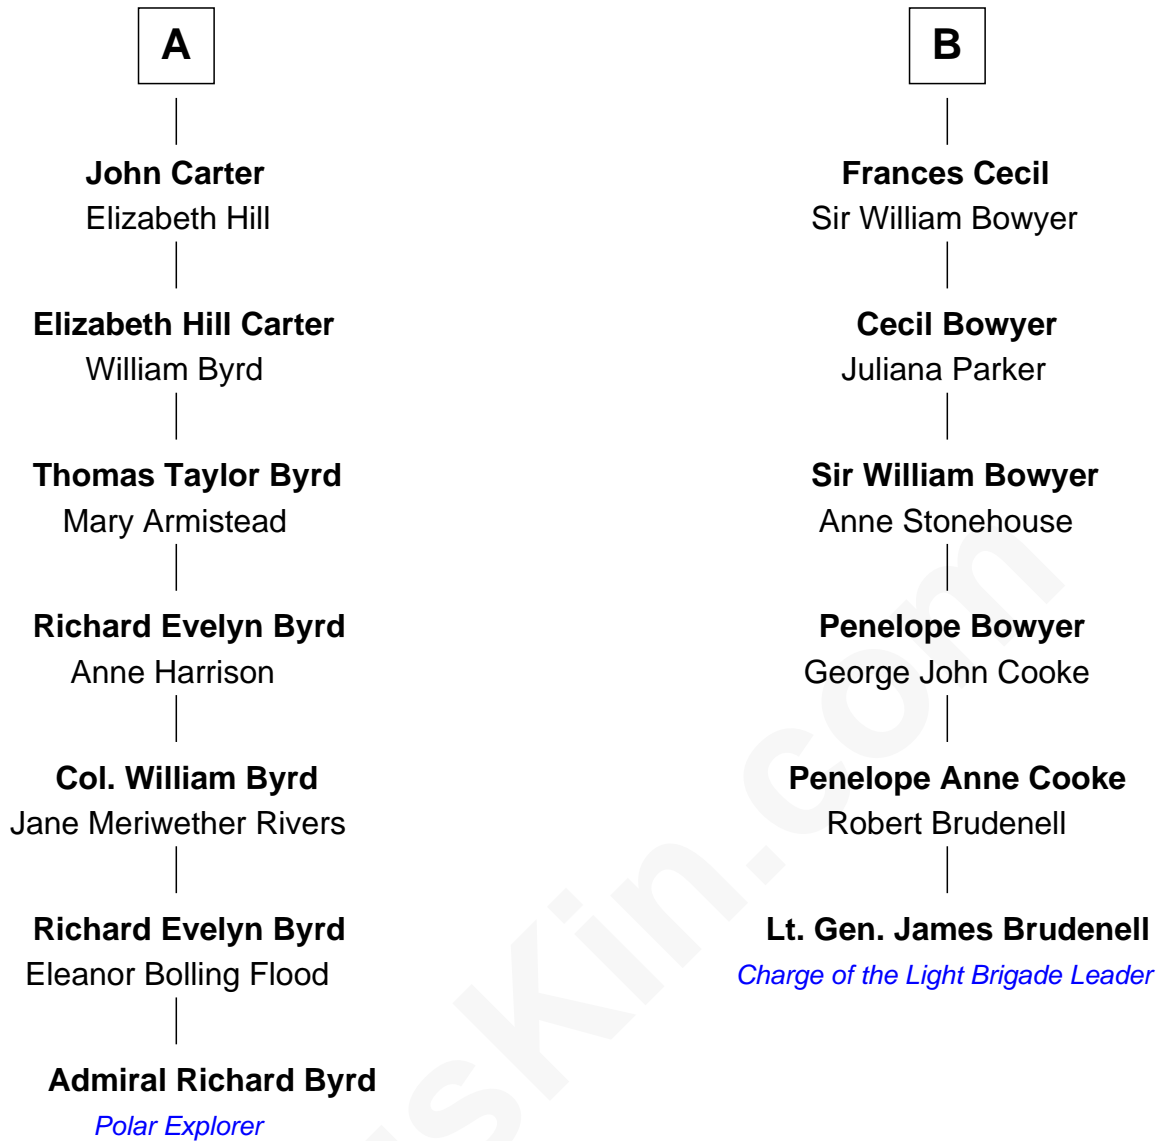 A
John Carter
Elizabeth Hill
Elizabeth Hill Carter
William Byrd
Thomas Taylor Byrd
Mary Armistead
Richard Evelyn Byrd
Anne Harrison
Col. William Byrd
Jane Meriwether Rivers
Richard Evelyn Byrd
Eleanor Bolling Flood
Admiral Richard Byrd
Polar Explorer
B
Frances Cecil
Sir William Bowyer
Cecil Bowyer
Juliana Parker
Sir William Bowyer
Anne Stonehouse
Penelope Bowyer
George John Cooke
Penelope Anne Cooke
Robert Brudenell
Lt. Gen. James Brudenell
Charge of the Light Brigade Leader